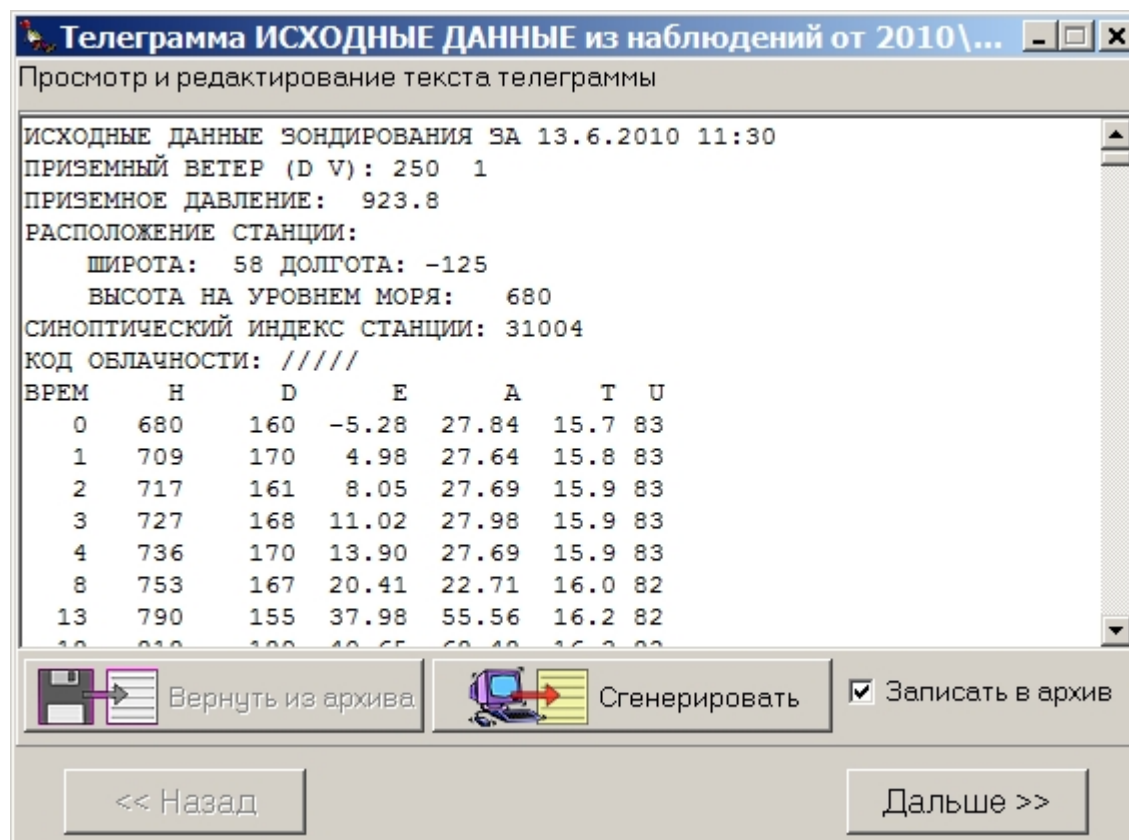 Телеграмма ИСХОДНЫЕ ДАННЫЕ из наблюдений от 2010\...
Просмотр и редактирование текста телеграммы
ИСХОДНЫЕ ДАННЫЕ ЗОНДИРОВАНИЯ ЗА 13.6.2010 11:30
ПРИЗЕМНЫЙ ВЕТЕР (D V): 250 1
ПРИЗЕМНОЕ ДАВЛЕНИЕ: 923.8
РАСПОЛОЖЕНИЕ СТАНЦИИ:
ШИРОТА: 58 ДОЛГОТА: -125
ВЫСОТА НА УРОВНЕМ МОРЯ: 680
СИНОПТИЧЕСКИЙ ИНДЕКС СТАНЦИИ: 31004
КОД ОБЛАЧНОСТИ: /////
ВРЕМ H D E A T U
0 680 160 -5.28 27.84 15.7 83
1 709 170 4.98 27.64 15.8 83
2 717 161 8.05 27.69 15.9 83
3 727 168 11.02 27.98 15.9 83
4 736 170 13.90 27.69 15.9 83
8 753 167 20.41 22.71 16.0 82
13 790 155 37.98 55.56 16.2 82
Вернуть из архива
Сгенерировать
Записать в архив
<< Назад
Дальше >>